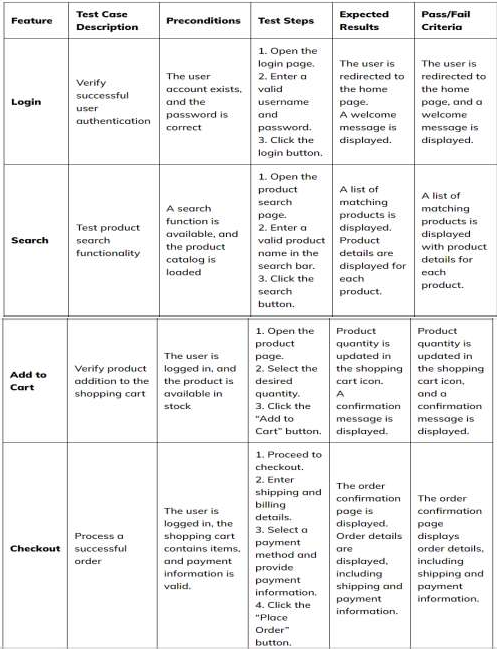 Feature
Test Case
Description
Preconditions
Test Steps
Expected
Results
Pass/Fail
Criteria
Login
Verify
successful
user
authentication
The user
account exists,
and the
password is
correct
1. Open the
login page.
2. Enter a
valid
username
and
password.
3. Click the
login button.
The user is
redirected to
the home
page.
A welcome
message is
displayed.
The user is
redirected to
the home
page, and a
welcome
message is
displayed.
Search
Test product
search
functionality
A search
function is
available, and
the product
catalog is
loaded
1. Open the
product
search
page.
2. Enter a
valid product
name in the
search bar.
3. Click the
search
button.
A list of
matching
products is
displayed.
Product
details are
displayed for
each
product.
A list of
matching
products is
displayed
with product
details for
each
product.
Add to
Cart
Verify product
addition to the
shopping cart
The user is
logged in, and
the product is
available in
stock
1. Open the
product
page.
2. Select the
desired
quantity.
3. Click the
“Add to
Cart” button.
Product
quantity is
updated in
the shopping
cart icon.
A
confirmation
message is
displayed.
Product
quantity is
updated in
the shopping
cart icon,
and a
confirmation
message is
displayed.
Checkout
Process a
successful
order
The user is
logged in, the
shopping cart
contains items,
and payment
information is
valid.
1. Proceed to
checkout.
2. Enter
shipping and
billing
details.
3. Select a
payment
method and
provide
payment
information.
4. Click the
“Place
Order”
button.
The order
confirmation
page is
displayed.
Order details
are
displayed,
including
shipping and
payment
information.
The order
confirmation
page
displays
order details,
including
shipping and
payment
information.